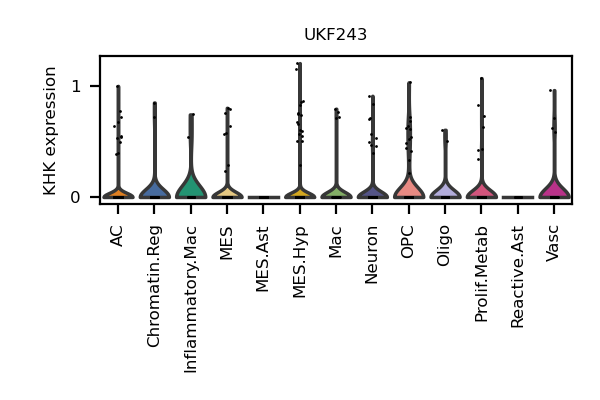 UKF243
KHK expression
1
0
AC
Chromatin.Reg
Inflammatory.Mac
MES
MES.Ast
MES.Hyp
Mac
Neuron
OPC
Oligo
Prolif.Metab
Reactive.Ast
Vasc